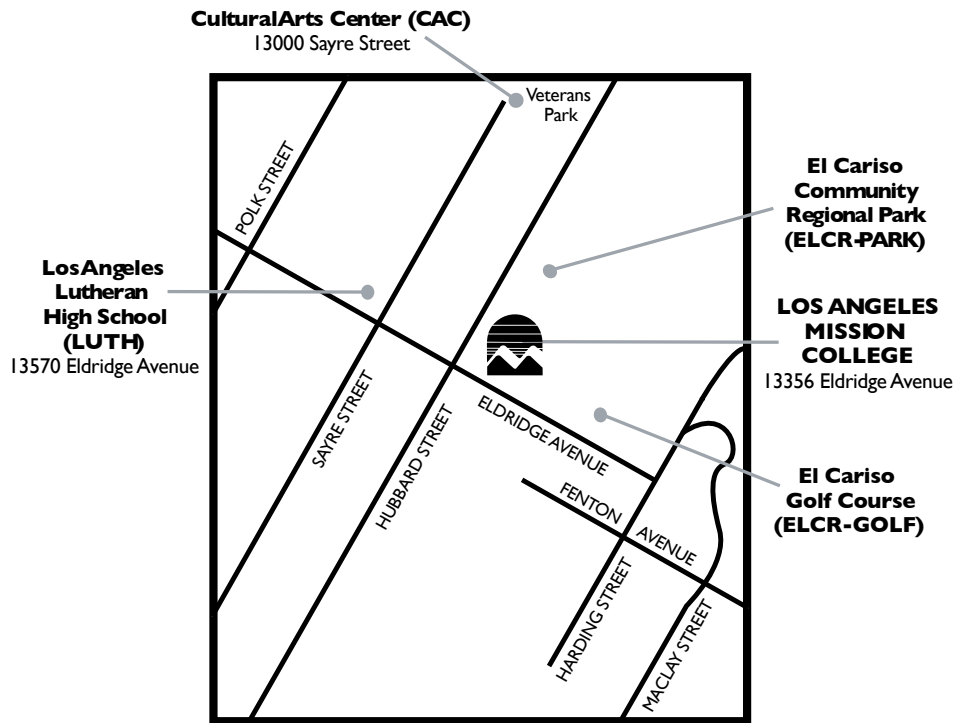 Cultural Arts Center (CAC)
13000 Sayre Street
Veterans
Park
POLK STREET
El Cariso
Community
Regional Park
(ELCR-PARK)
Los Angeles
Lutheran
High School
(LUTH)
13570 Eldridge Avenue
LOS ANGELES
MISSION
COLLEGE
13356 Eldridge Avenue
SAYRE STREET
HUBBARD STREET
ELDRIDGE AVENUE
FENTON AVENUE
El Cariso
Golf Course
(ELCR-GOLF)
HARDING STREET
MACLAY STREET